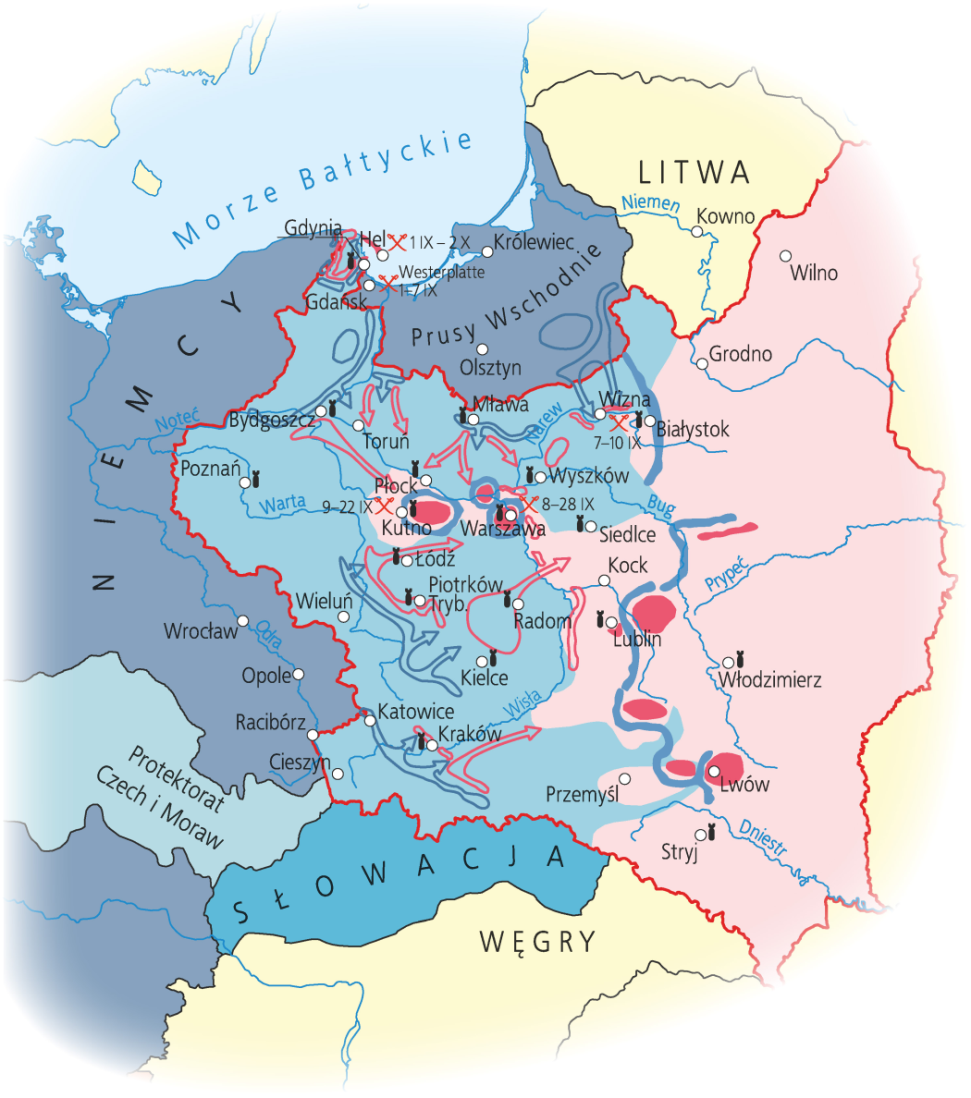 Morze Bałtyckie
LITWA
Niemen
Kowno
Gdynia
Hel
1 IX – 2 X
Królewiec
Wilno
Westerplatte
1–7 IX
Gdańsk
Prusy Wschodnie
NIEMCY
Olsztyn
Grodno
Mława
Wizna
Noteć
Bydgoszcz
Narew
Toruń
7–10 IX
Białystok
Poznań
Płock
Wyszków
Warta
9–22 IX
8–28 IX
Bug
Kutno
Warszawa
Siedlce
Łódź
Kock
Prypeć
Piotrków
Tryb.
Wieluń
Radom
Wrocław
Odra
Lublin
Opole
Kielce
Włodzimierz
Wisła
Katowice
Racibórz
Kraków
Cieszyn
Protektorat
Czech i Moraw
Przemyśl
Lwów
Stryj
Dniestr
SŁOWACJA
WĘGRY